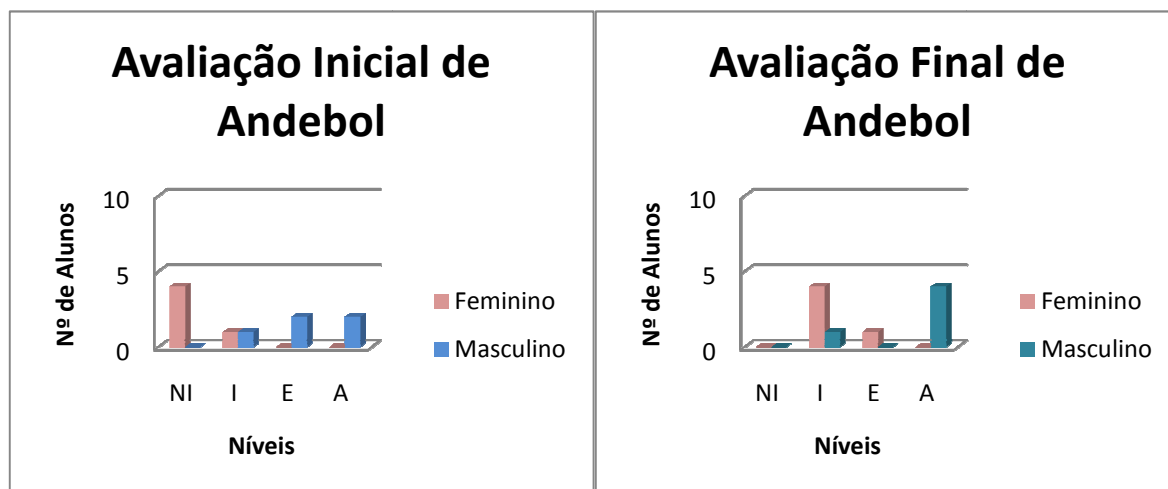 Avaliação Inicial de
Andebol
10
5
0
Nº de Alunos
NI I E A
Níveis
Feminino
Masculino
Avaliação Final de
Andebol
10
5
0
Nº de Alunos
NI I E A
Níveis
Feminino
Masculino